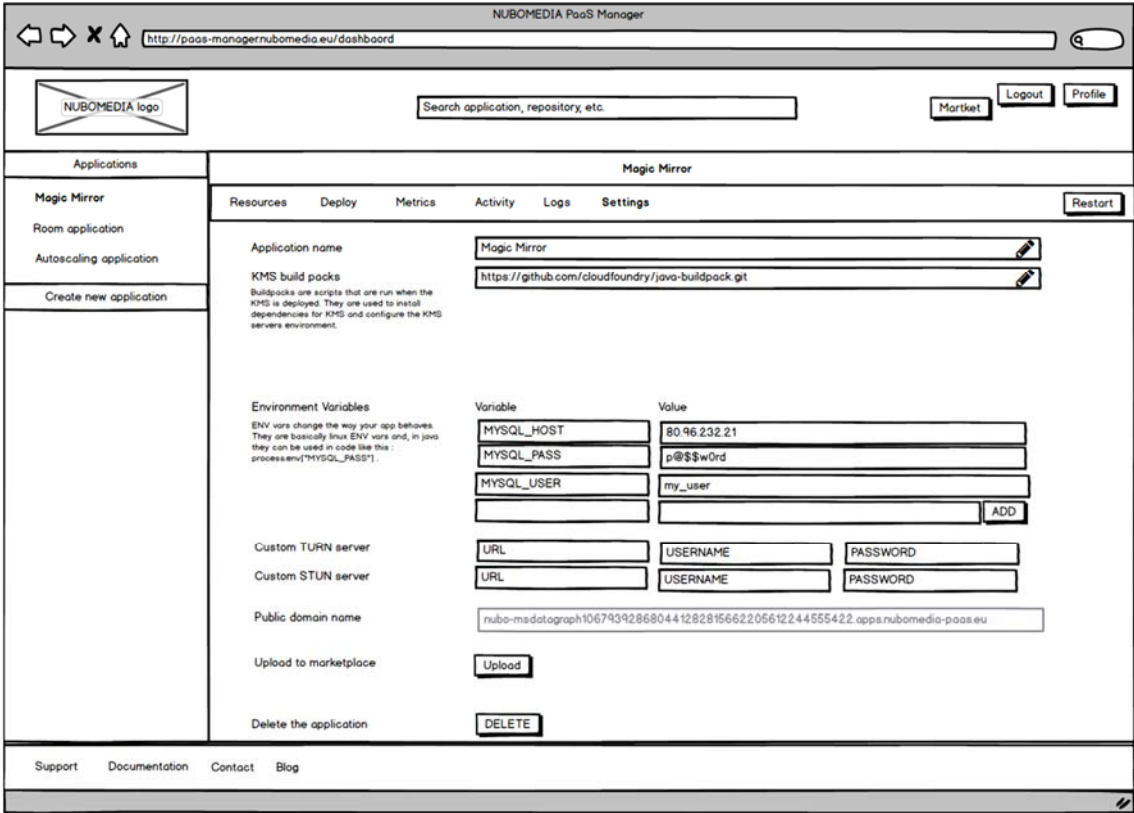 NUBOMEDIA PaaS Manager
http://paas-manager.nubomedia.eu/dashbaord
NUBOMEDIA logo
Search application, repository, etc.
Martket
Logout
Profile
Applications
Magic Mirror
Magic Mirror
Room application
Autoscaling application
Create new application
Resources Deploy Metrics Activity Logs Settings
Restart
Application name
Magic Mirror
KMS build packs
https://github.com/cloudfoundry/java-buildpack.git
Buildpacks are scripts that are run when the
KMS is deployed. They are used to install
dependencies for KMS and configure the KMS
servers environment.
Environment Variables
Variable Value
ENV vars change the way your app behaves.
They are basically linux ENV vars and, in java
they can be used in code like this :
process.env["MYSQL_PASS"] .
MYSQL_HOST 80.96.232.21
MYSQL_PASS p@$$w0rd
MYSQL_USER my_user
ADD
Custom TURN server URL USERNAME PASSWORD
Custom STUN server URL USERNAME PASSWORD
Public domain name
nubo-msdatagraph10679392868044128281566220561224455422.apps.nubomedia-paas.eu
Upload to marketplace Upload
Delete the application DELETE
Support Documentation Contact Blog